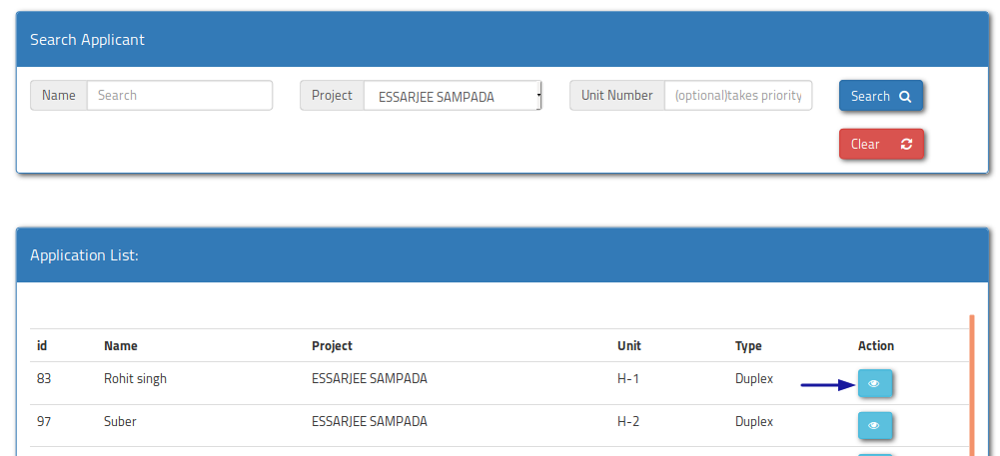 Search Applicant
Name Search Project ESSARJEE SAMPADA Unit Number (optional)takes priority Search
Clear
Application List:
id Name Project Unit Type Action
83 Rohit singh ESSARJEE SAMPADA H-1 Duplex
97 Suber ESSARJEE SAMPADA H-2 Duplex